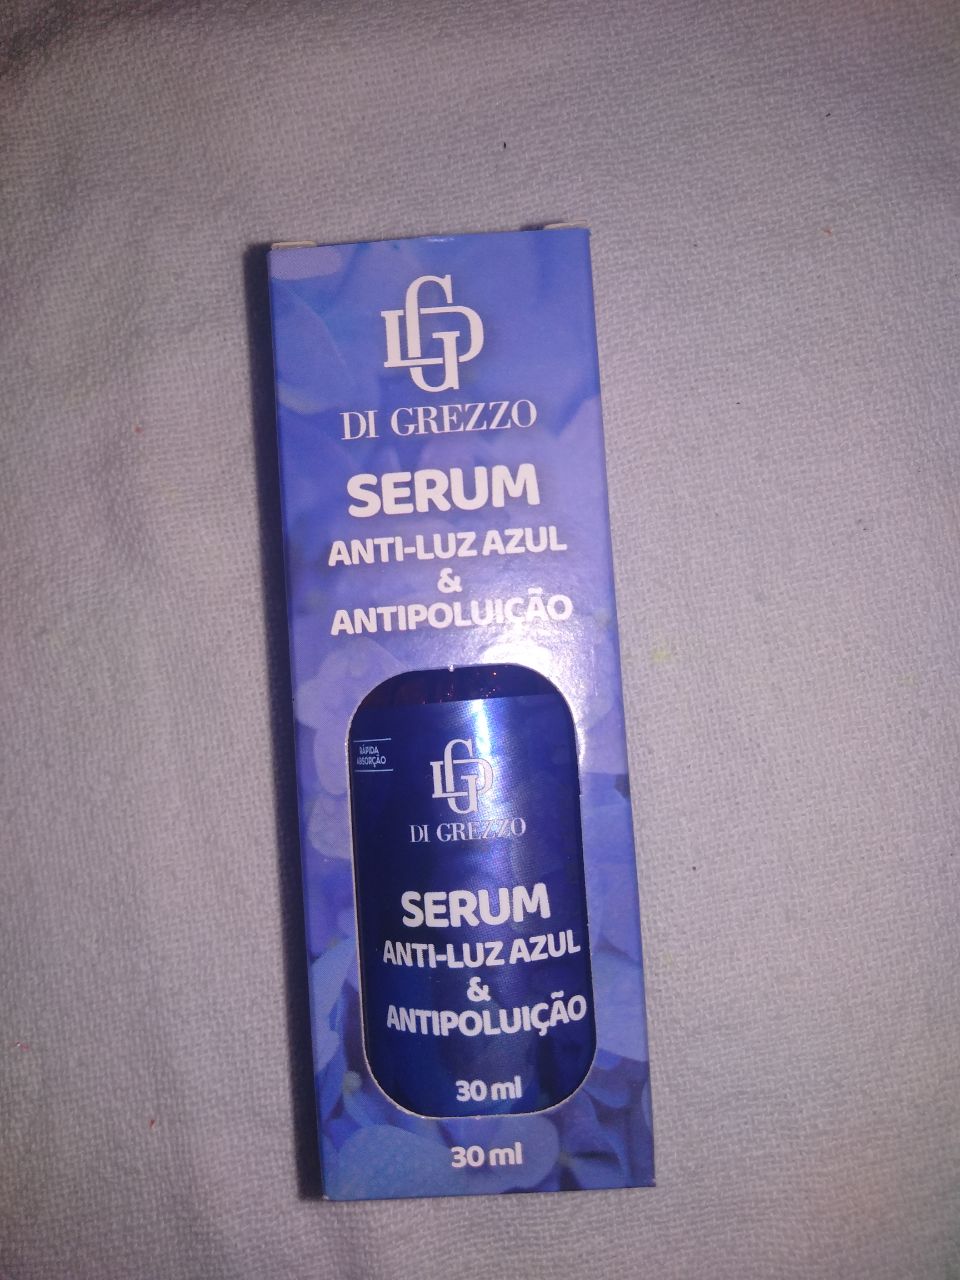 DG
DI GREZZO
SERUM
ANTI-LUZ AZUL
&
ANTIPOLUIÇÃO
RÁPIDA
ABSORÇÃO
DG
DI GREZZO
SERUM
ANTI-LUZ AZUL
&
ANTIPOLUIÇÃO
30 ml
30 ml